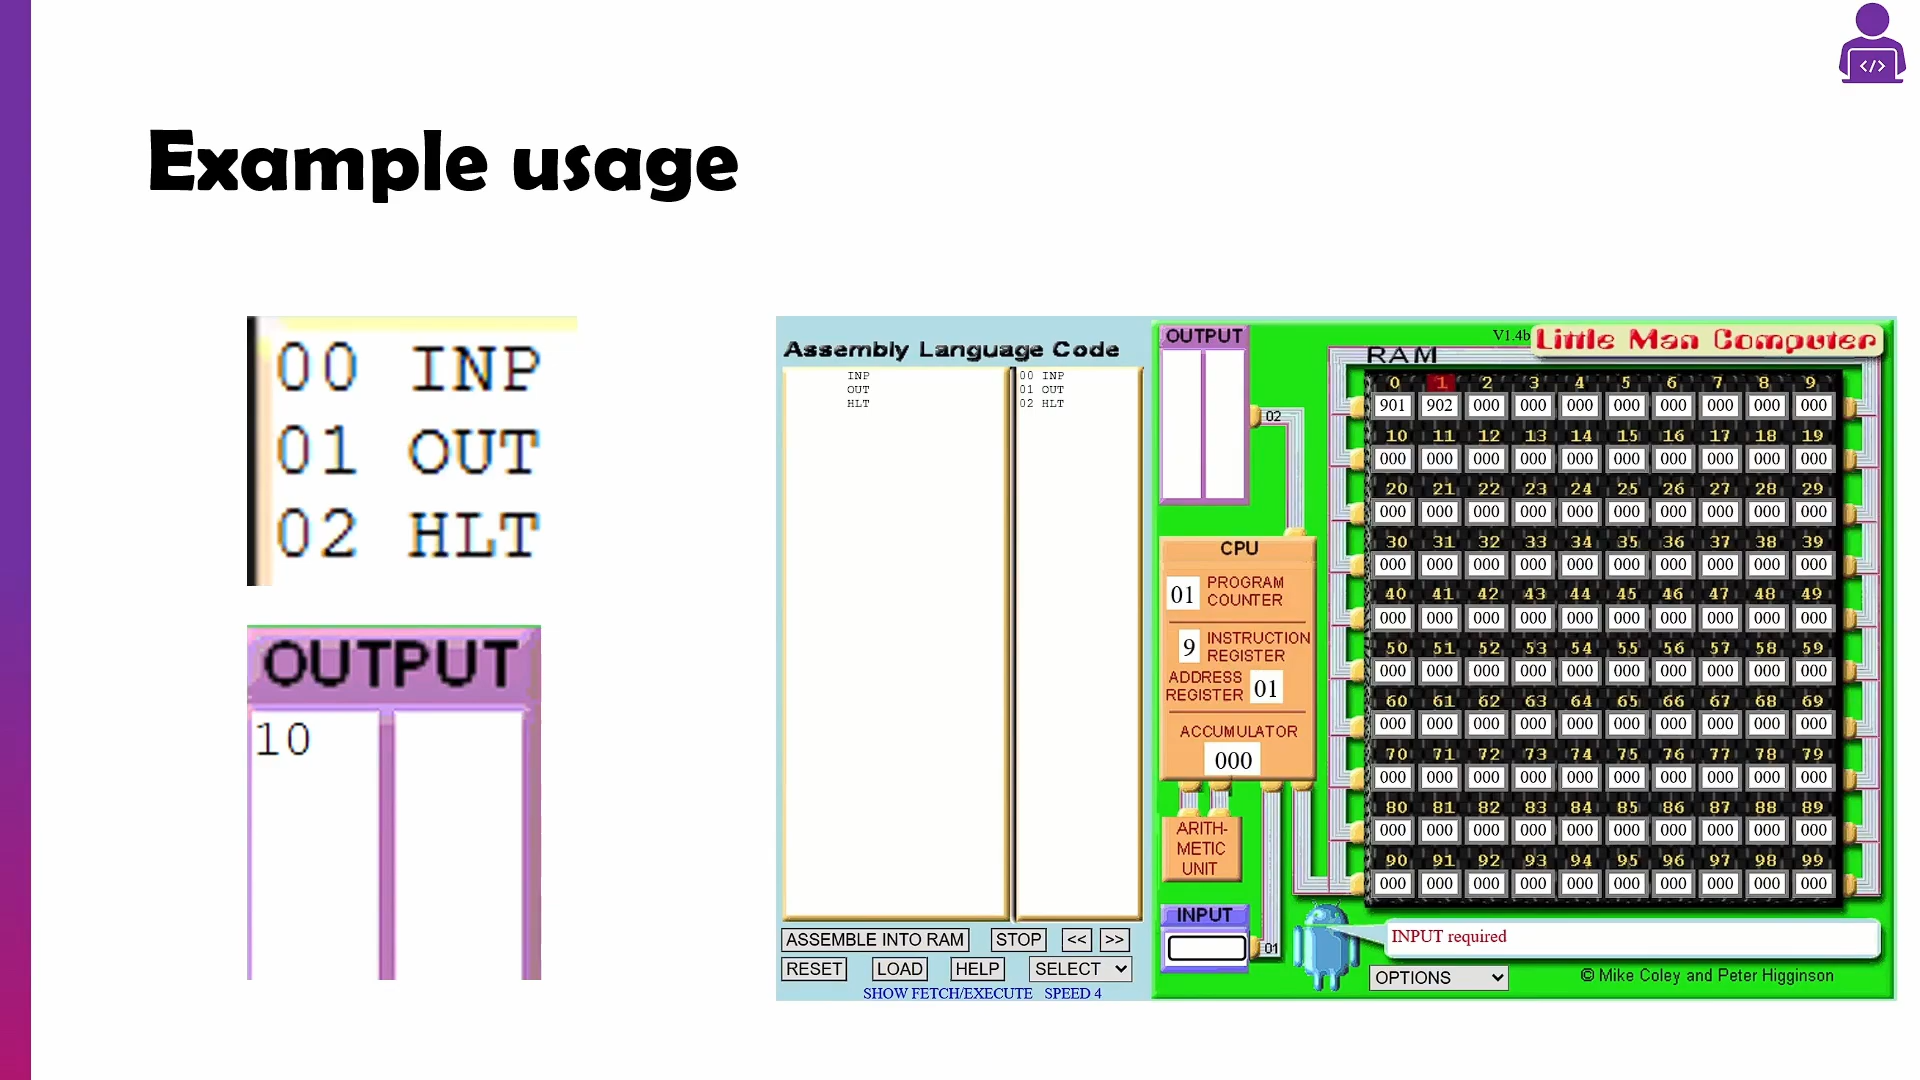 </>
Example usage
00 INP
01 OUT
02 HLT
OUTPUT
10
Assembly Language Code
INP
OUT
HLT
00 INP
01 OUT
02 HLT
ASSEMBLE INTO RAM STOP << >>
RESET LOAD HELP SELECT
SHOW FETCH/EXECUTE SPEED 4
OUTPUT
02
CPU
01 PROGRAM
COUNTER
9 INSTRUCTION
REGISTER
ADDRESS
REGISTER 01
ACCUMULATOR
000
ARITH-
METIC
UNIT
INPUT
01
V1.4b Little Man Computer
RAM
0 1 2 3 4 5 6 7 8 9
901 902 000 000 000 000 000 000 000 000
10 11 12 13 14 15 16 17 18 19
000 000 000 000 000 000 000 000 000 000
20 21 22 23 24 25 26 27 28 29
000 000 000 000 000 000 000 000 000 000
30 31 32 33 34 35 36 37 38 39
000 000 000 000 000 000 000 000 000 000
40 41 42 43 44 45 46 47 48 49
000 000 000 000 000 000 000 000 000 000
50 51 52 53 54 55 56 57 58 59
000 000 000 000 000 000 000 000 000 000
60 61 62 63 64 65 66 67 68 69
000 000 000 000 000 000 000 000 000 000
70 71 72 73 74 75 76 77 78 79
000 000 000 000 000 000 000 000 000 000
80 81 82 83 84 85 86 87 88 89
000 000 000 000 000 000 000 000 000 000
90 91 92 93 94 95 96 97 98 99
000 000 000 000 000 000 000 000 000 000
INPUT required
OPTIONS
© Mike Coley and Peter Higginson